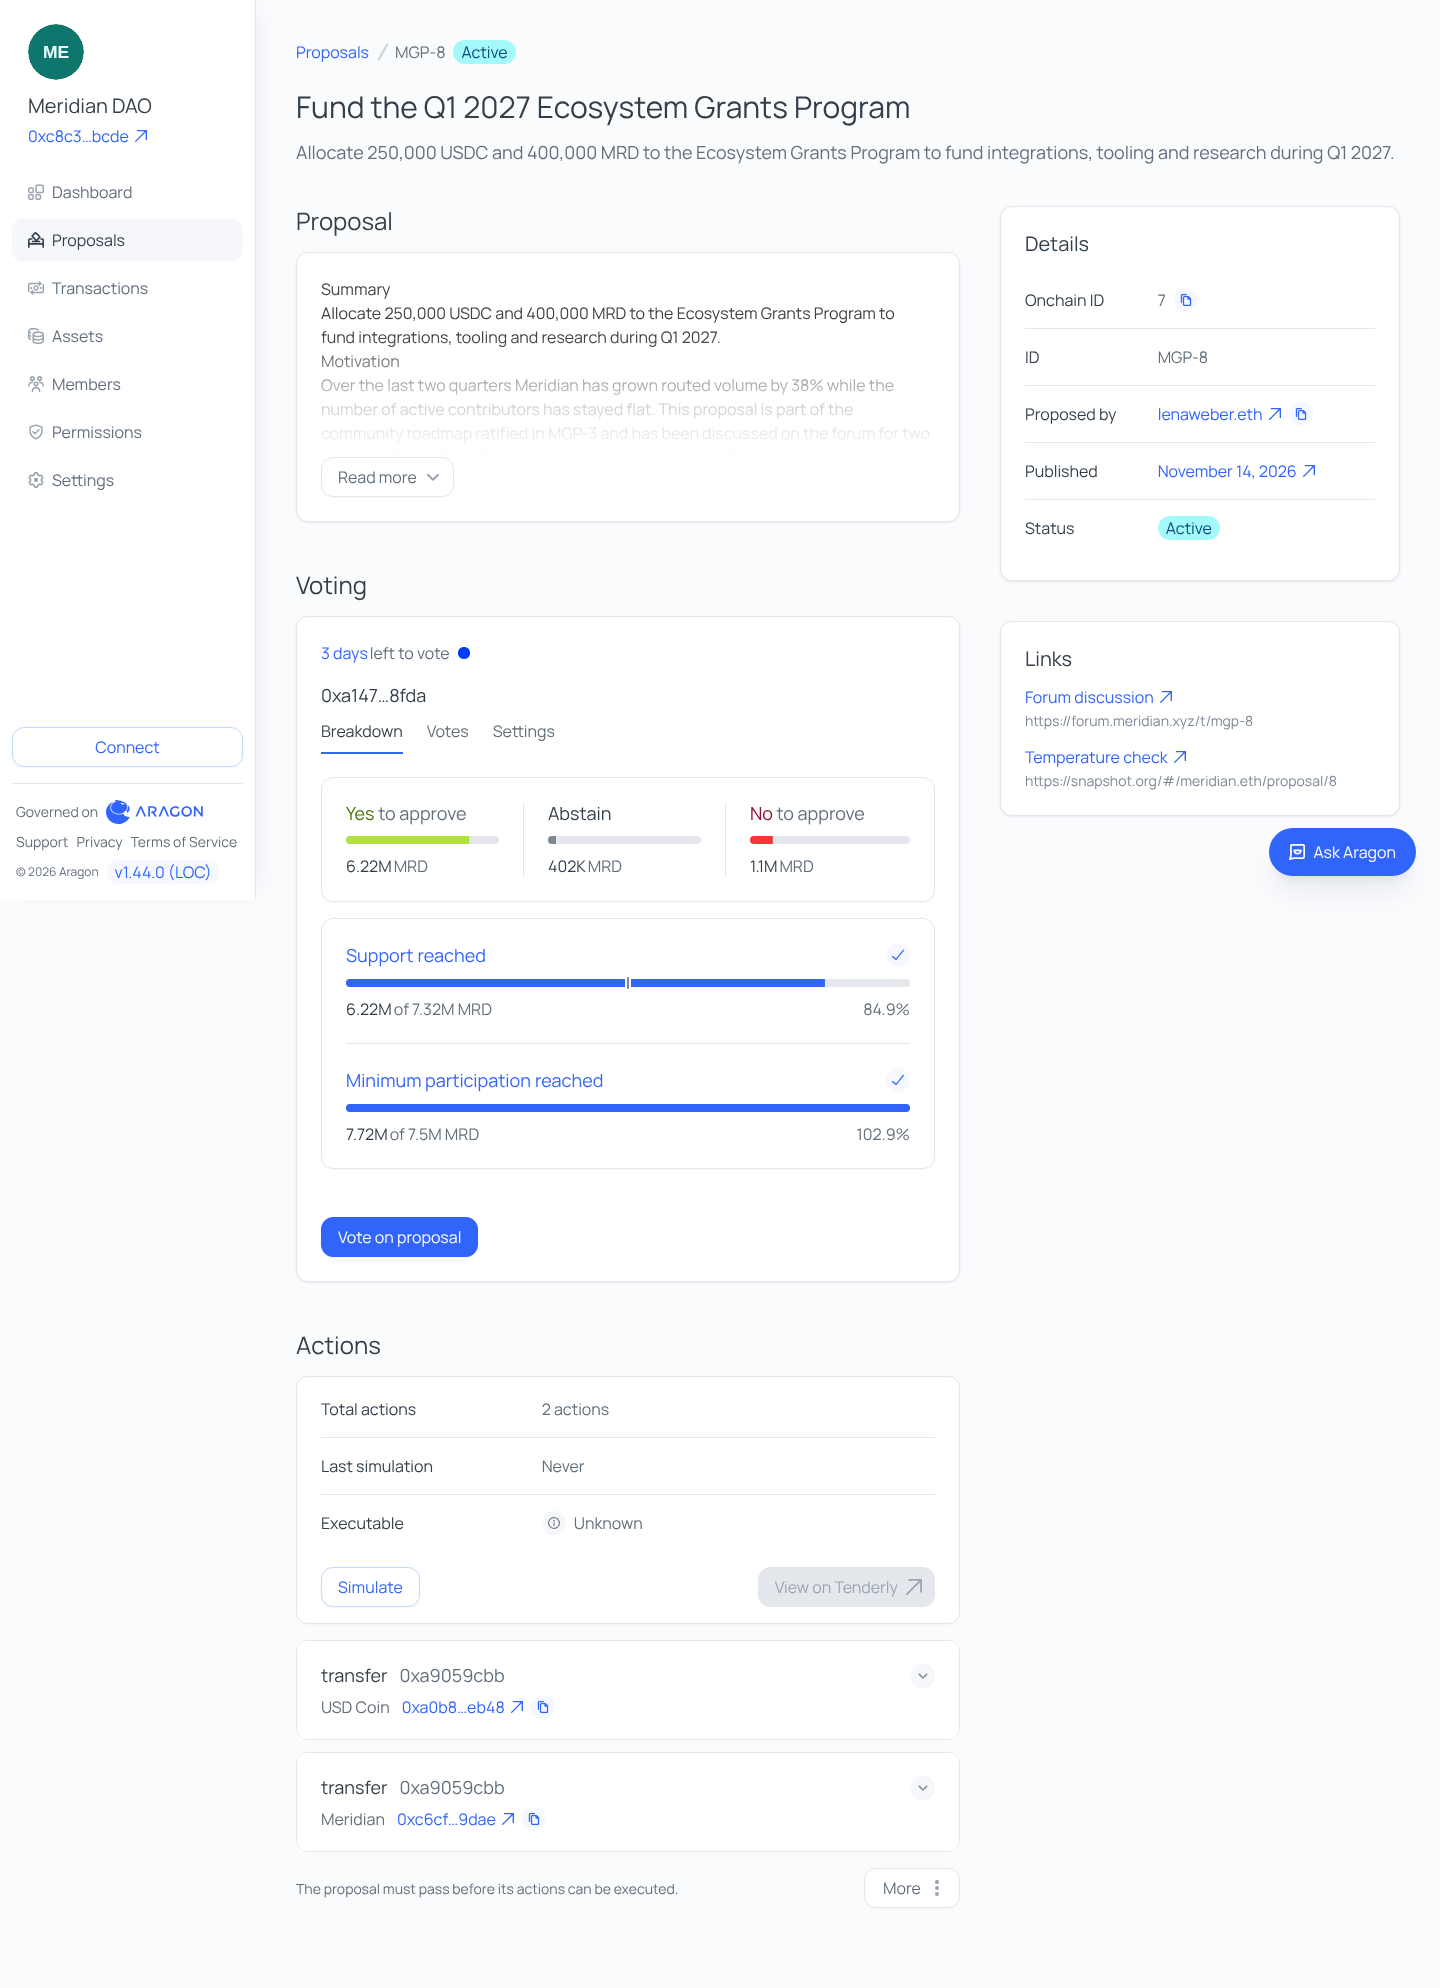 ME
Meridian DAO
0xc8c3...bcde
Dashboard
Proposals
Transactions
Assets
Members
Permissions
Settings
Connect
Governed on ARAGON
Support Privacy Terms of Service
© 2026 Aragon v1.44.0 (LOC)
Proposals / MGP-8 Active
Fund the Q1 2027 Ecosystem Grants Program
Allocate 250,000 USDC and 400,000 MRD to the Ecosystem Grants Program to fund integrations, tooling and research during Q1 2027.
Proposal
Summary
Allocate 250,000 USDC and 400,000 MRD to the Ecosystem Grants Program to
fund integrations, tooling and research during Q1 2027.
Motivation
Over the last two quarters Meridian has grown routed volume by 38% while the
number of active contributors has stayed flat. This proposal is part of the
community roadmap ratified in MGP-3 and has been discussed on the forum for two
Read more
Voting
3 days left to vote
0xa147...8fda
Breakdown Votes Settings
Yes to approve
6.22M MRD
Abstain
402K MRD
No to approve
1.1M MRD
Support reached
6.22M of 7.32M MRD 84.9%
Minimum participation reached
7.72M of 7.5M MRD 102.9%
Vote on proposal
Actions
Total actions 2 actions
Last simulation Never
Executable Unknown
Simulate View on Tenderly
transfer 0xa9059cbb
USD Coin 0xa0b8...eb48
transfer 0xa9059cbb
Meridian 0xc6cf...9dae
The proposal must pass before its actions can be executed. More
Details
Onchain ID 7
ID MGP-8
Proposed by lenaweber.eth
Published November 14, 2026
Status Active
Links
Forum discussion
https://forum.meridian.xyz/t/mgp-8
Temperature check
https://snapshot.org/#/meridian.eth/proposal/8
Ask Aragon